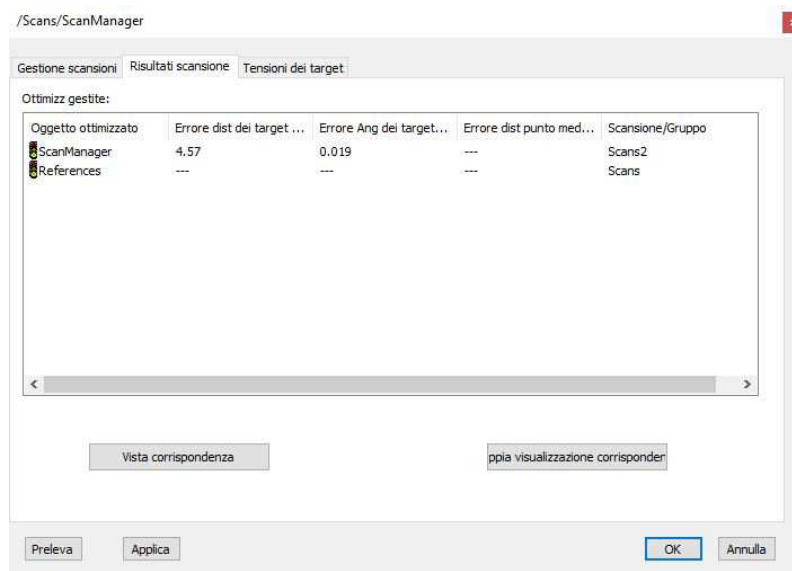 /Scans/ScanManager
Gestione scansioni Risultati scansione Tensioni dei target
Ottimizz gestite:
Oggetto ottimizzato Errore dist dei target ... Errore Ang dei target... Errore dist punto med... Scansione/Gruppo
ScanManager 4.57 0.019 --- Scans2
References --- --- --- Scans
Vista corrispondenza ppia visualizzazione corrisponder
Preleva Applica OK Annulla